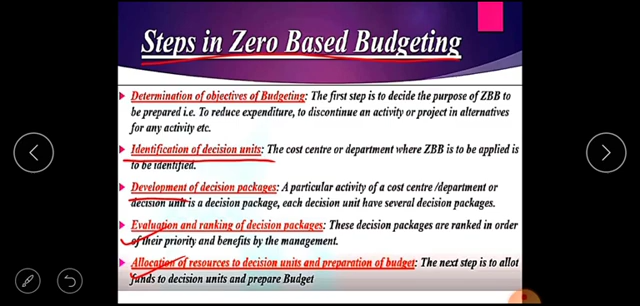 Steps in Zero Based Budgeting
Determination of objectives of Budgeting: The first step is to decide the purpose of ZBB to
be prepared i.e. To reduce expenditure, to discontinue an activity or project in alternatives
for any activity etc.
Identification of decision units: The cost centre or department where ZBB is to be applied is
to be identified.
Development of decision packages: A particular activity of a cost centre/department or
decision unit is a decision package, each decision unit have several decision packages.
Evaluation and ranking of decision packages: These decision packages are ranked in order
of their priority and benefits by the management.
Allocation of resources to decision units and preparation of budget: The next step is to allot
funds to decision units and prepare Budget